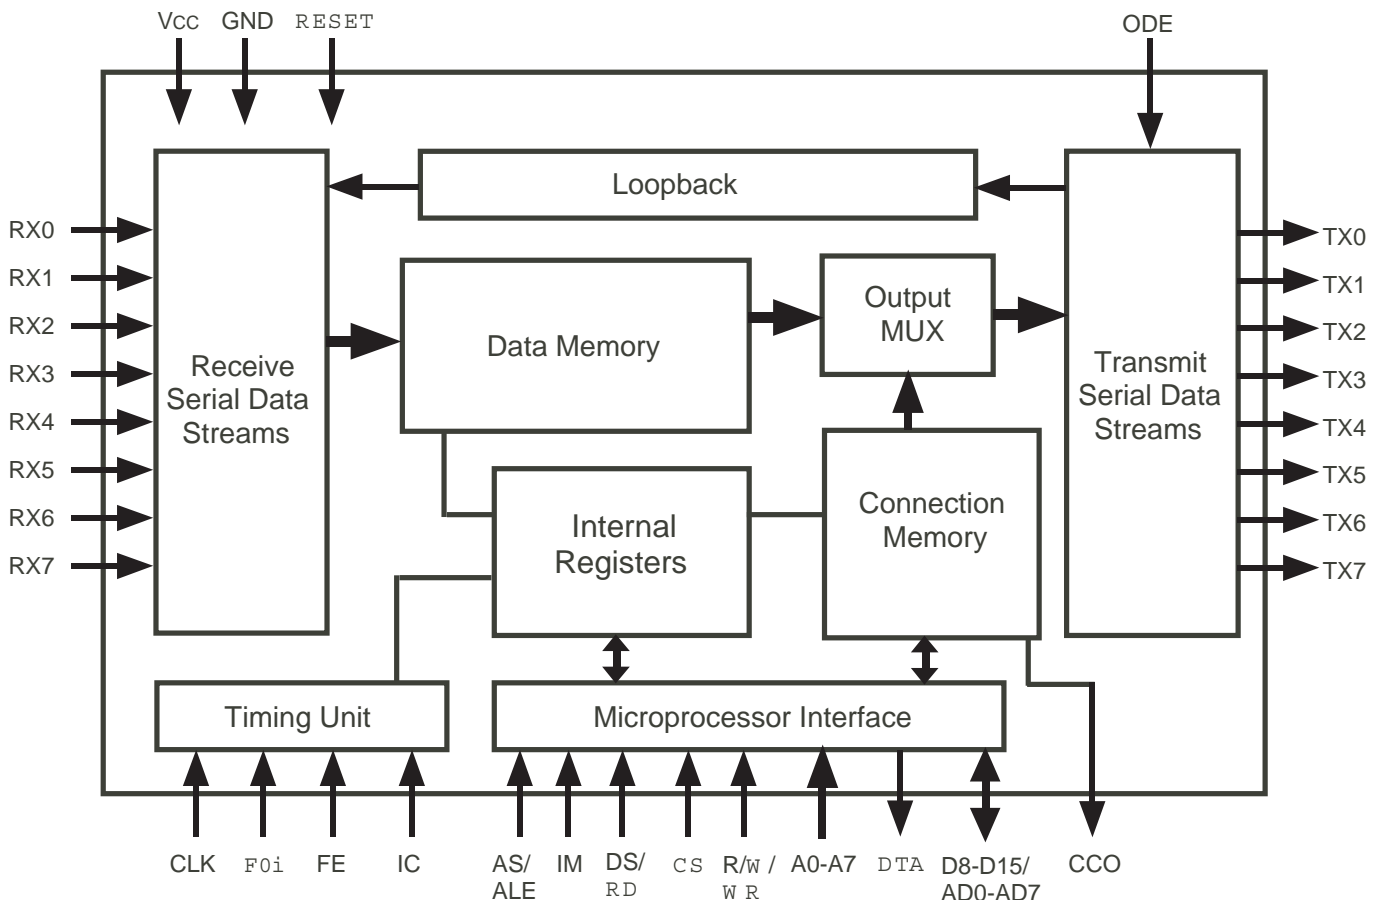 Vcc GND RESET ODE
Loopback
RX0
RX1
RX2
RX3
RX4
RX5
RX6
RX7
Receive
Serial Data
Streams
Data Memory
Output
MUX
Internal
Registers
Connection
Memory
Transmit
Serial Data
Streams
TX0
TX1
TX2
TX3
TX4
TX5
TX6
TX7
Timing Unit
Microprocessor Interface
CLK F0i FE IC AS/ IM DS/ CS R/W / A0-A7 DTA D8-D15/ CCO
ALE RD W R AD0-AD7